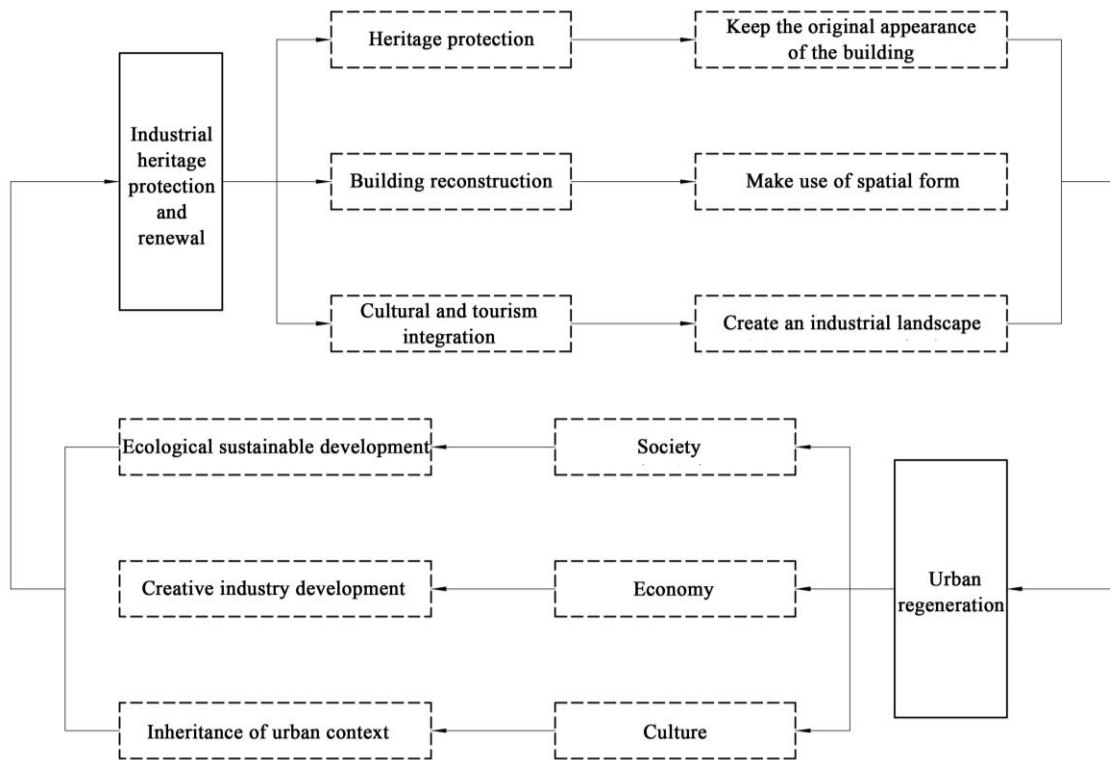 Heritage protection
Keep the original appearance
of the building
Industrial
heritage
protection
and
renewal
Building reconstruction
Make use of spatial form
Cultural and tourism
integration
Create an industrial landscape
Ecological sustainable development
Society
Creative industry development
Economy
Urban
regeneration
Inheritance of urban context
Culture